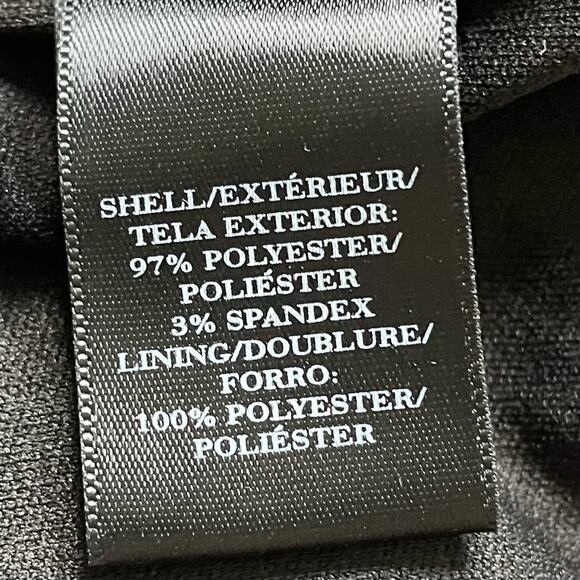 SHELL/EXTÉRIEUR/
TELA EXTERIOR:
97% POLYESTER/
POLIÉSTER
3% SPANDEX
LINING/DOUBLURE/
FORRO:
100% POLYESTER/
POLIÉSTER